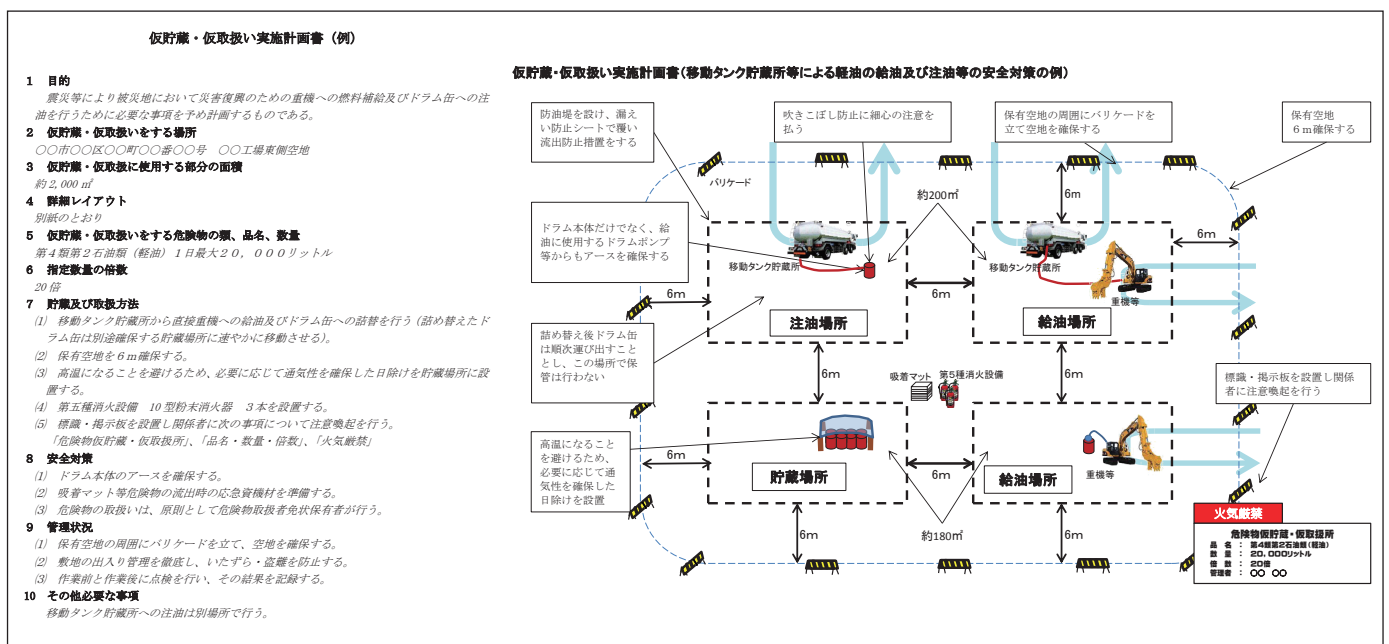 仮貯蔵・仮取扱い実施計画書（例）
1 目的
震災等により被災地において災害復興のための重機への燃料補給及びドラム缶への注
油を行うために必要な事項を予め計画するものである。
2 仮貯蔵・仮取扱いをする場所
○○市○○区○○町○○番○○号 ○○工場東側空地
3 仮貯蔵・仮取扱に使用する部分の面積
約2,000㎡
4 詳細レイアウト
別紙のとおり
5 仮貯蔵・仮取扱いをする危険物の類、品名、数量
第４類第２石油類（軽油）１日最大２０，０００リットル
6 指定数量の倍数
20倍
7 貯蔵及び取扱方法
(1) 移動タンク貯蔵所から直接重機への給油及びドラム缶への詰替を行う（詰め替えたド
ラム缶は別途確保する貯蔵場所に速やかに移動させる）。
(2) 保有空地を６ｍ確保する。
(3) 高温になることを避けるため、必要に応じて通気性を確保した日除けを貯蔵場所に設
置する。
(4) 第五種消火設備 10型粉末消火器 3本を設置する。
(5) 標識・掲示板を設置し関係者に次の事項について注意喚起を行う。
「危険物仮貯蔵・仮取扱所」、「品名・数量・倍数」、「火気厳禁」
8 安全対策
(1) ドラム本体のアースを確保する。
(2) 吸着マット等危険物の流出時の応急資機材を準備する。
(3) 危険物の取扱いは、原則として危険物取扱者免状保有者が行う。
9 管理状況
(1) 保有空地の周囲にバリケードを立て、空地を確保する。
(2) 敷地の出入り管理を徹底し、いたずら・盗難を防止する。
(3) 作業前と作業後に点検を行い、その結果を記録する。
10 その他必要な事項
移動タンク貯蔵所への注油は別場所で行う。
仮貯蔵・仮取扱い実施計画書（移動タンク貯蔵所等による軽油の給油及び注油等の安全対策の例）
防油堤を設け、漏え
い防止シートで覆い
流出防止措置をする
吹きこぼし防止に細心の注意を
払う
保有空地の周囲にバリケードを
立て空地を確保する
保有空地
６ｍ確保する
バリケード
6m
約200㎡
ドラム本体だけでなく、給
油に使用するドラムポンプ
等からもアースを確保する
移動タンク貯蔵所
移動タンク貯蔵所
6m
6m
6m
重機等
注油場所
給油場所
詰め替え後ドラム缶
は順次運び出すこと
とし、この場所で保
管は行わない
6m
吸着マット
第5種消火設備
6m
標識・掲示板を設置し関係
者に注意喚起を行う
高温になること
を避けるため、
必要に応じて通
気性を確保した
日除けを設置
6m
6m
重機等
貯蔵場所
給油場所
6m
約180㎡
6m
火気厳禁
危険物仮貯蔵・仮取扱所
品 名 ： 第4類第2石油類（軽油）
数 量 ： 20,000リットル
倍 数 ： 20倍
管理者 ： ○○ ○○